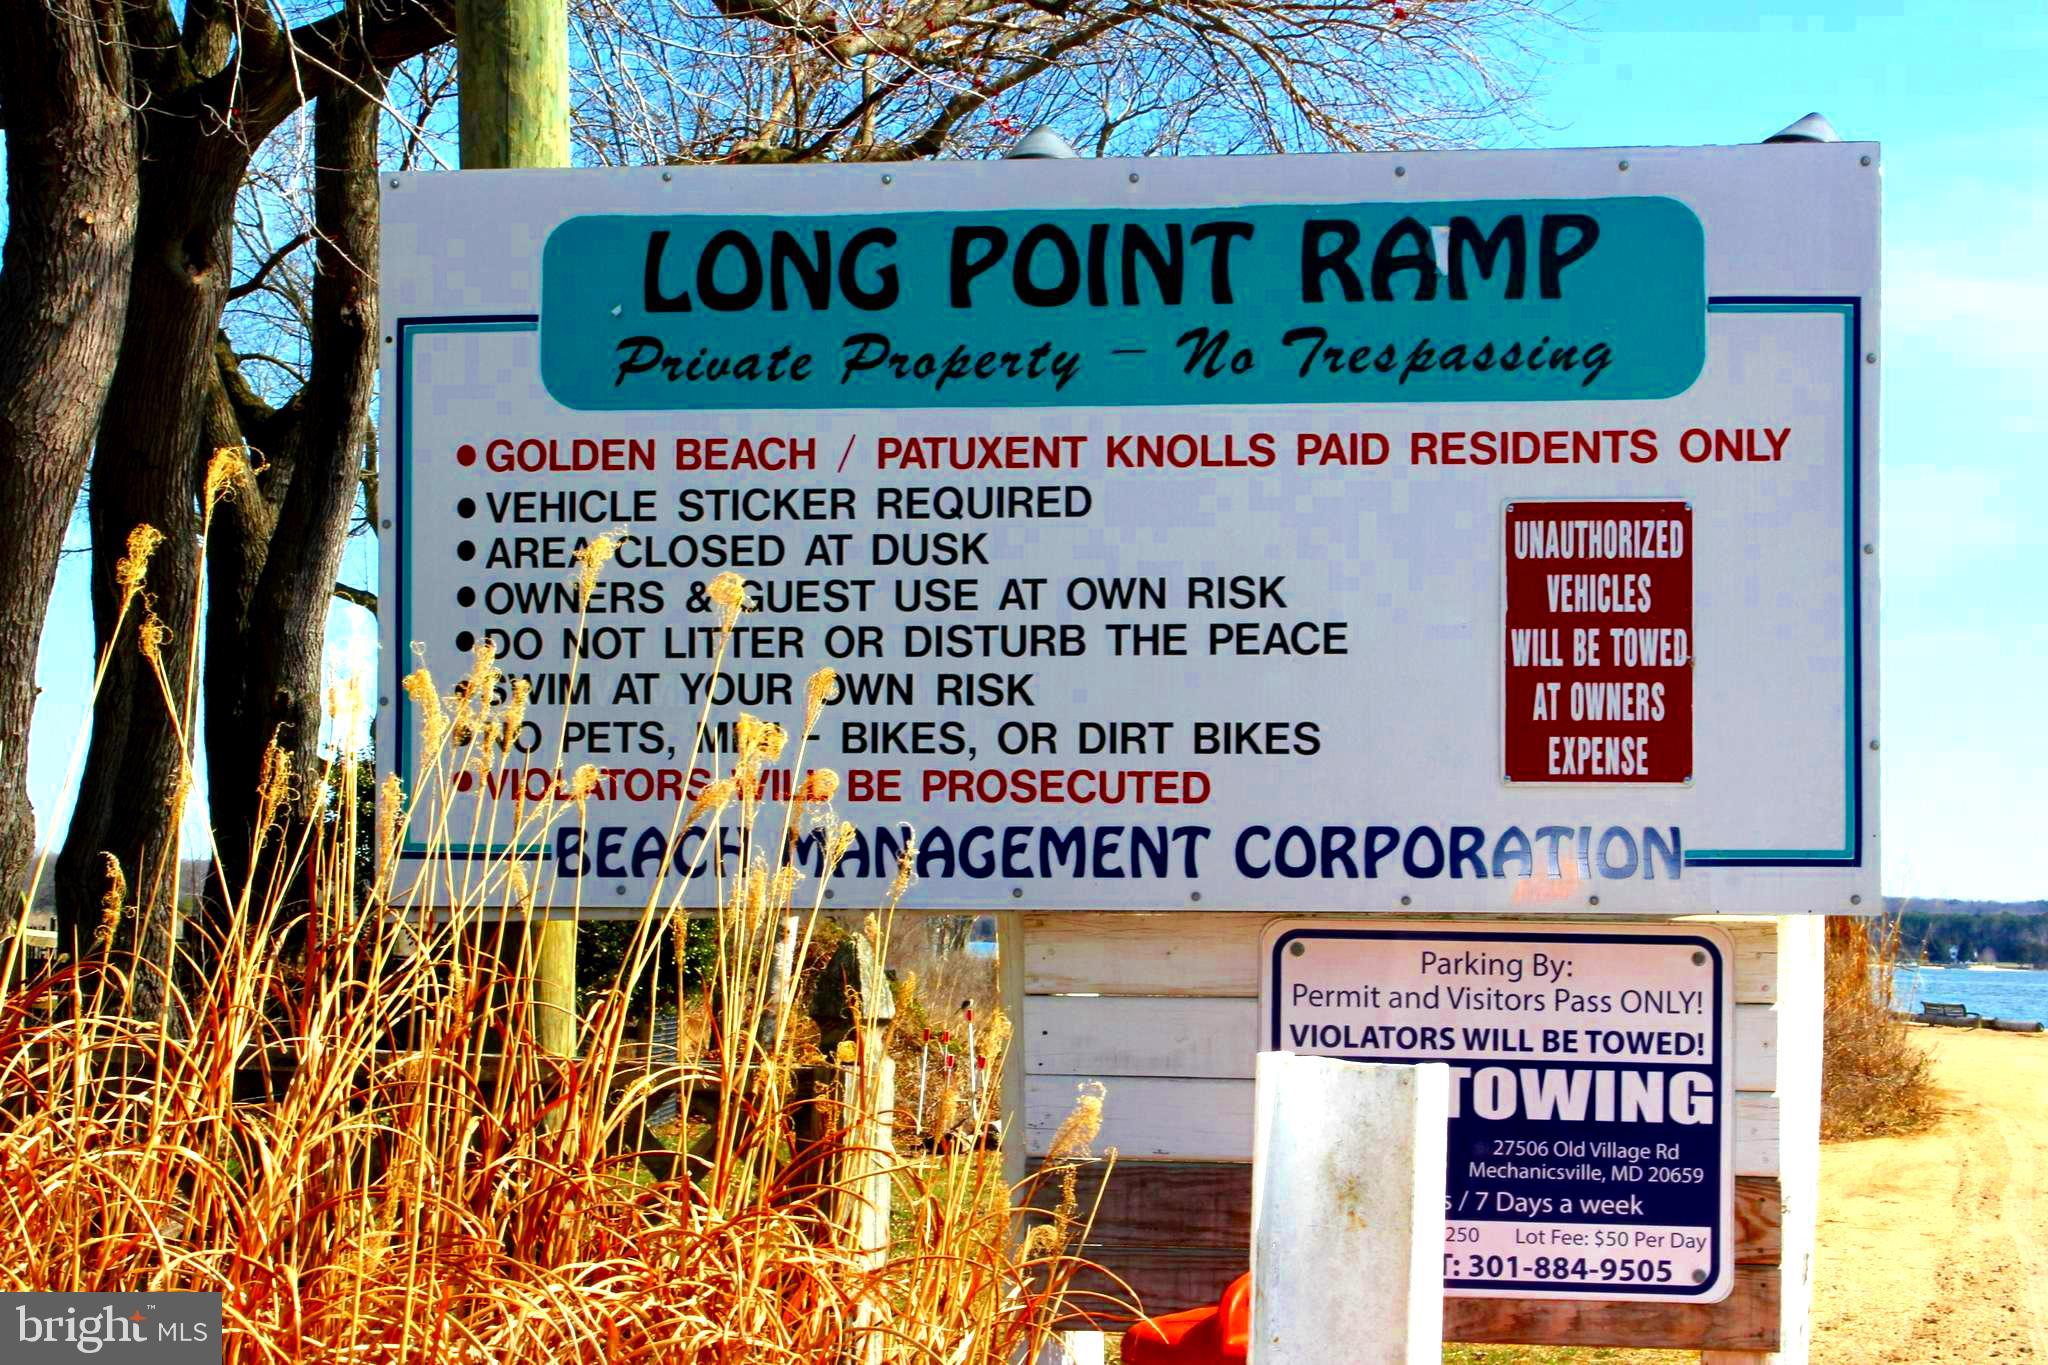 LONG POINT RAMP
Private Property – No Trespassing
• GOLDEN BEACH / PATUXENT KNOLLS PAID RESIDENTS ONLY
• VEHICLE STICKER REQUIRED
• AREA CLOSED AT DUSK
• OWNERS & GUEST USE AT OWN RISK
• DO NOT LITTER OR DISTURB THE PEACE
• SWIM AT YOUR OWN RISK
• NO PETS, MINI - BIKES, OR DIRT BIKES
• VIOLATORS WILL BE PROSECUTED
BEACH MANAGEMENT CORPORATION
UNAUTHORIZED
VEHICLES
WILL BE TOWED
AT OWNERS
EXPENSE
Parking By:
Permit and Visitors Pass ONLY!
VIOLATORS WILL BE TOWED!
TOWING
27506 Old Village Rd
Mechanicsville, MD 20659
/ 7 Days a week
250 Lot Fee: $50 Per Day
: 301-884-9505
bright™ MLS